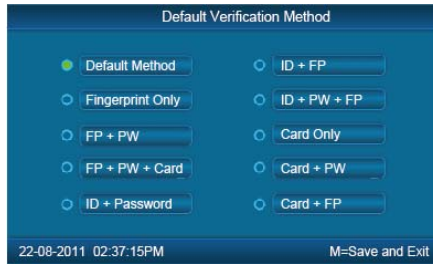 Default Verification Method
Default Method
ID + FP
Fingerprint Only
ID + PW + FP
FP + PW
Card Only
FP + PW + Card
Card + PW
ID + Password
Card + FP
22-08-2011 02:37:15PM
M=Save and Exit